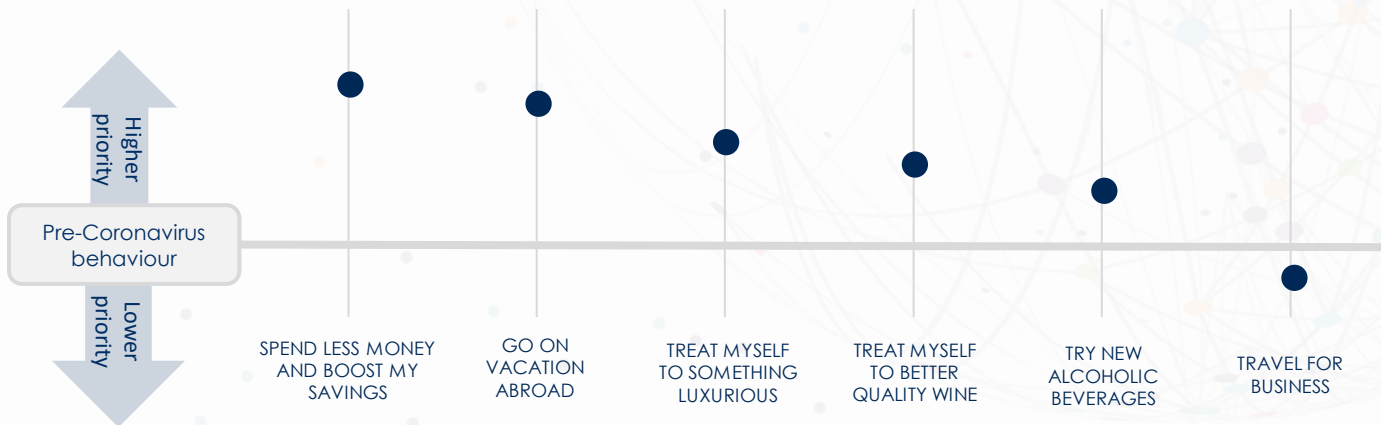 Higher
priority
Pre-Coronavirus
behaviour
Lower
priority
SPEND LESS MONEY
AND BOOST MY
SAVINGS
GO ON
VACATION
ABROAD
TREAT MYSELF
TO SOMETHING
LUXURIOUS
TREAT MYSELF
TO BETTER
QUALITY WINE
TRY NEW
ALCOHOLIC
BEVERAGES
TRAVEL FOR
BUSINESS